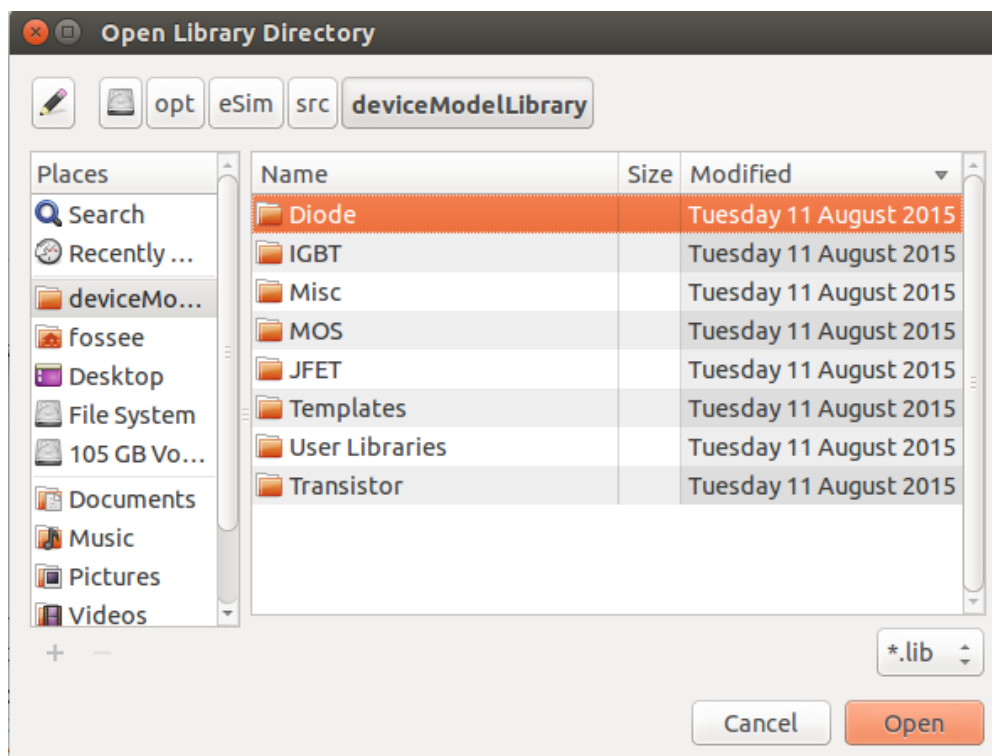 Open Library Directory
opt eSim src deviceModelLibrary
Places
Search
Recently ...
deviceMo...
fossee
Desktop
File System
105 GB Vo...
Documents
Music
Pictures
Videos
Name Size Modified
Diode Tuesday 11 August 2015
IGBT Tuesday 11 August 2015
Misc Tuesday 11 August 2015
MOS Tuesday 11 August 2015
JFET Tuesday 11 August 2015
Templates Tuesday 11 August 2015
User Libraries Tuesday 11 August 2015
Transistor Tuesday 11 August 2015
*.lib
Cancel Open